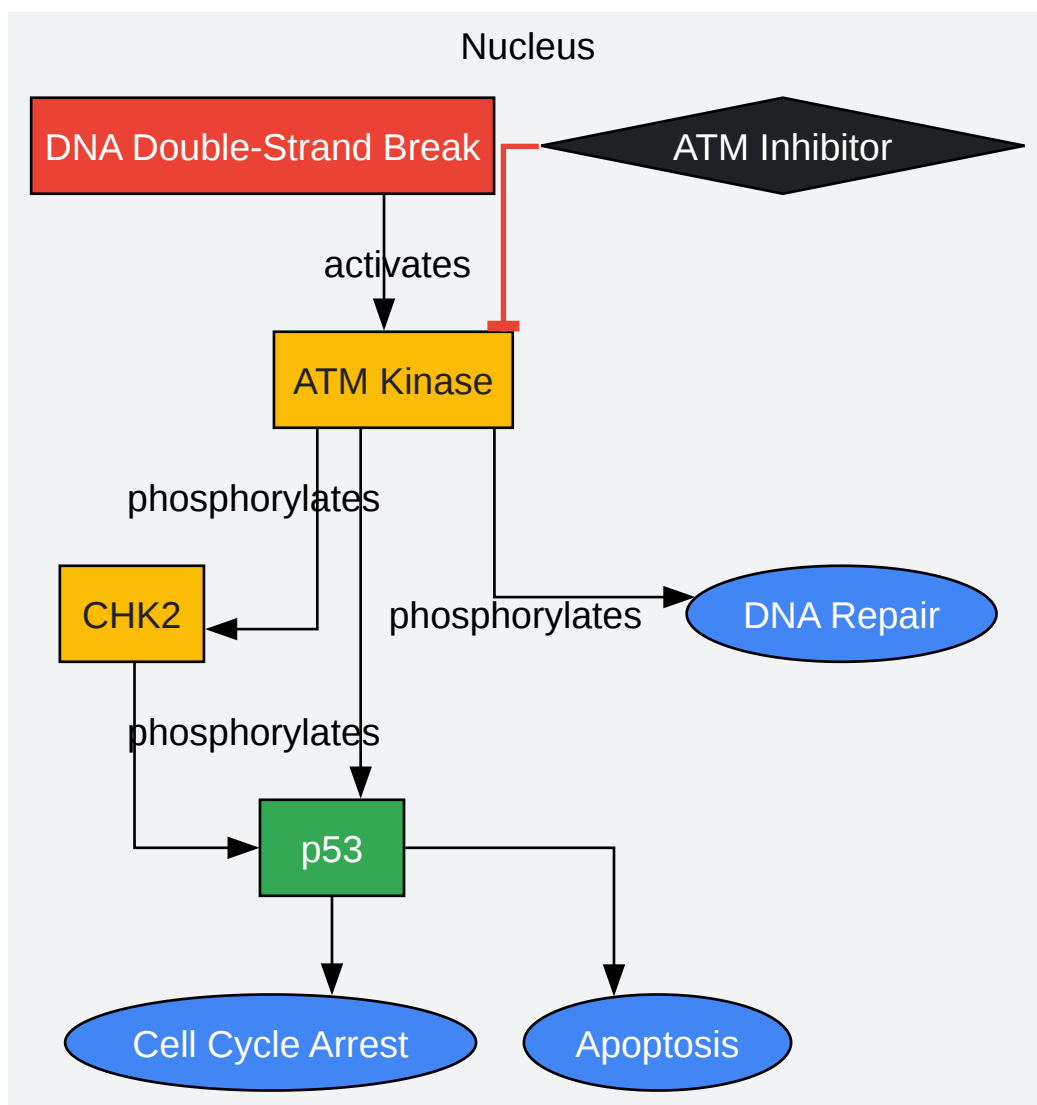 Nucleus
DNA Double-Strand Break
ATM Inhibitor
activates
ATM Kinase
phosphorylates
CHK2
phosphorylates
DNA Repair
phosphorylates
p53
Cell Cycle Arrest
Apoptosis